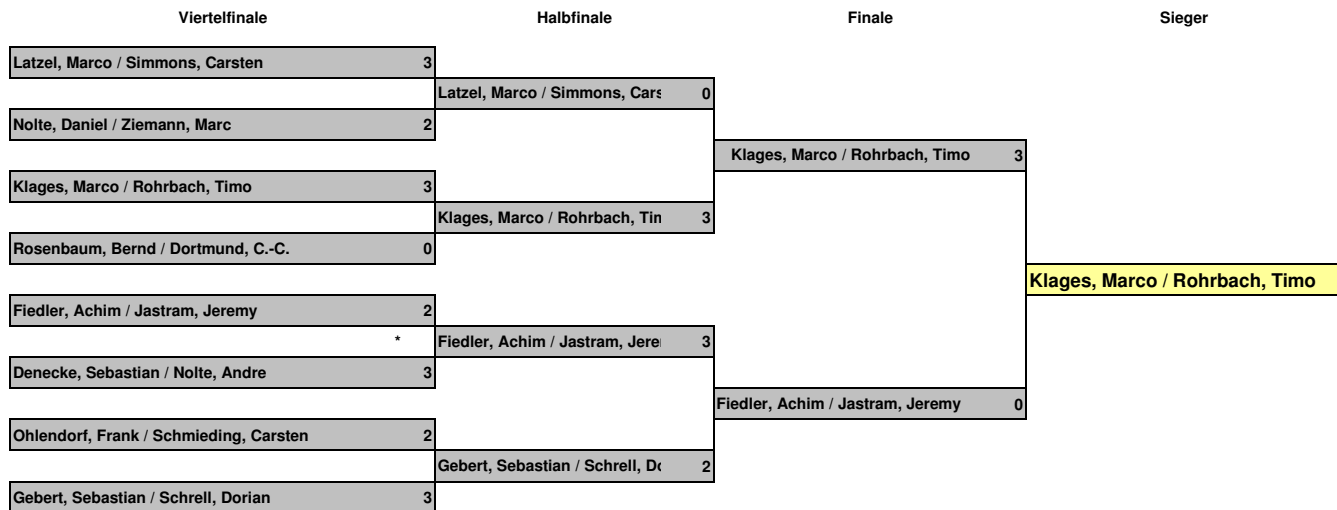 Viertelfinale Halbfinale Finale Sieger
Latzel, Marco / Simmons, Carsten 3
Latzel, Marco / Simmons, Cars 0
Nolte, Daniel / Ziemann, Marc 2
Klages, Marco / Rohrbach, Timo 3
Klages, Marco / Rohrbach, Timo 3
Klages, Marco / Rohrbach, Tim 3
Rosenbaum, Bernd / Dortmund, C.-C. 0
Klages, Marco / Rohrbach, Timo
Fiedler, Achim / Jastram, Jeremy 2
* Fiedler, Achim / Jastram, Jere 3
Denecke, Sebastian / Nolte, Andre 3
Fiedler, Achim / Jastram, Jeremy 0
Ohlendorf, Frank / Schmieding, Carsten 2
Gebert, Sebastian / Schrell, Do 2
Gebert, Sebastian / Schrell, Dorian 3